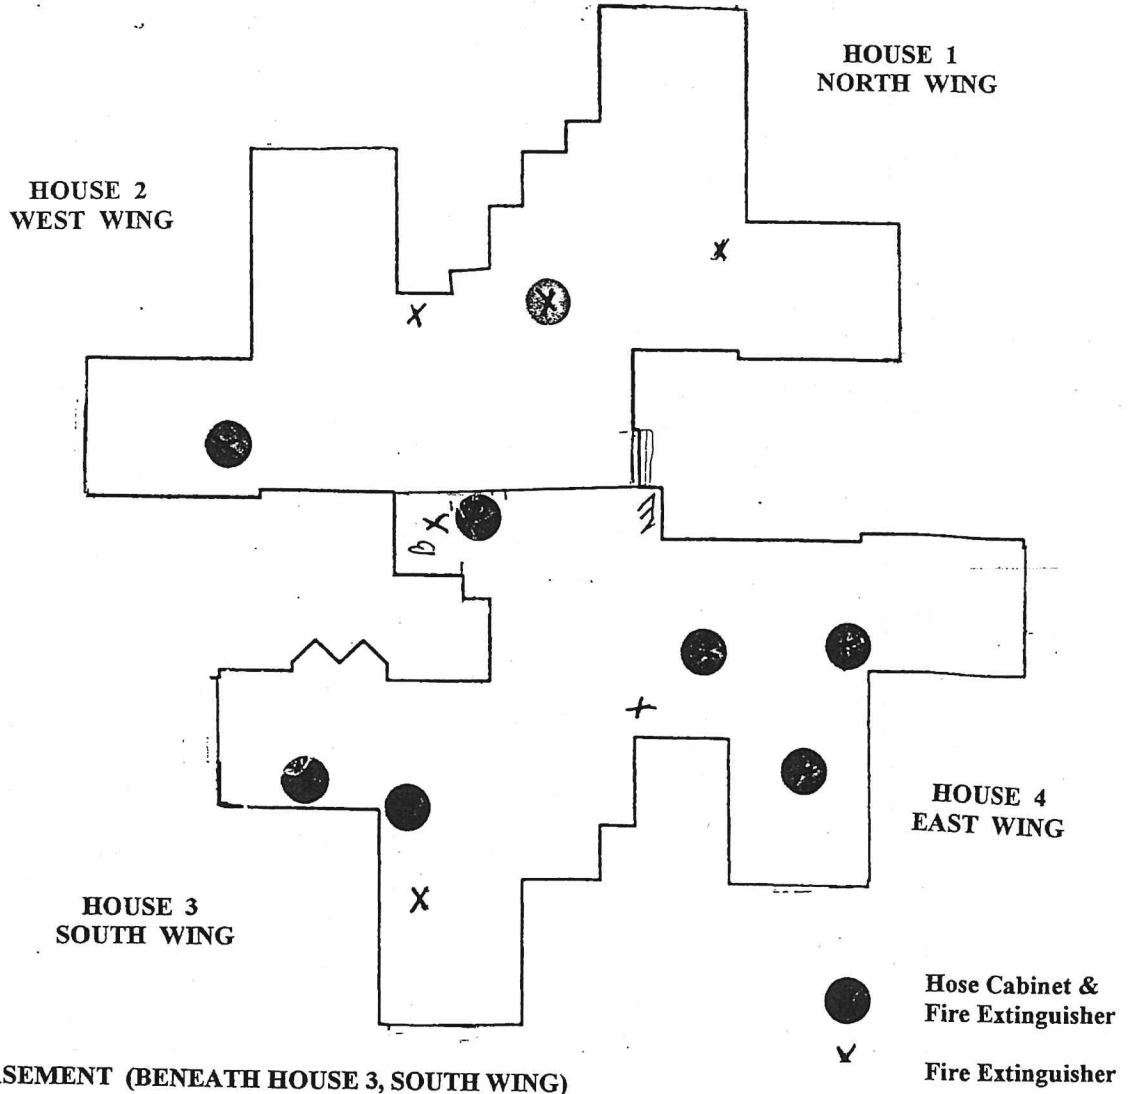 HOUSE 1
NORTH WING
HOUSE 2
WEST WING
B
HOUSE 4
EAST WING
HOUSE 3
SOUTH WING
Hose Cabinet &
Fire Extinguisher
Fire Extinguisher
(BENEATH HOUSE 3, SOUTH WING)